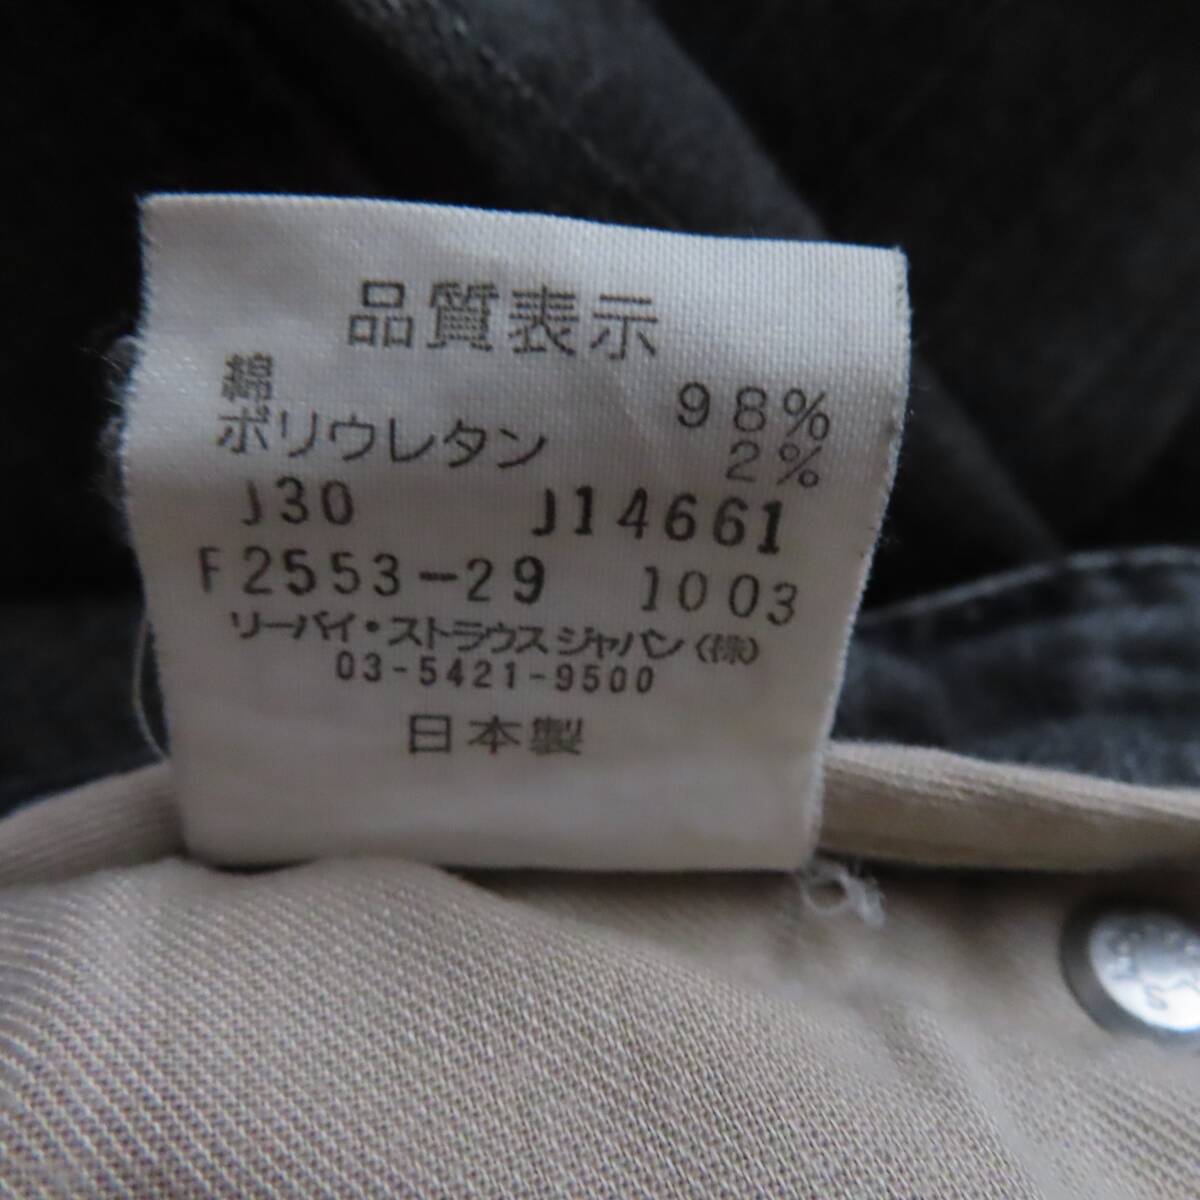 品質表示
綿 98%
ポリウレタン 2%
J30 J14661
F2553-29 1003
リーバイ・ストラウスジャパン(株)
03-5421-9500
日本製